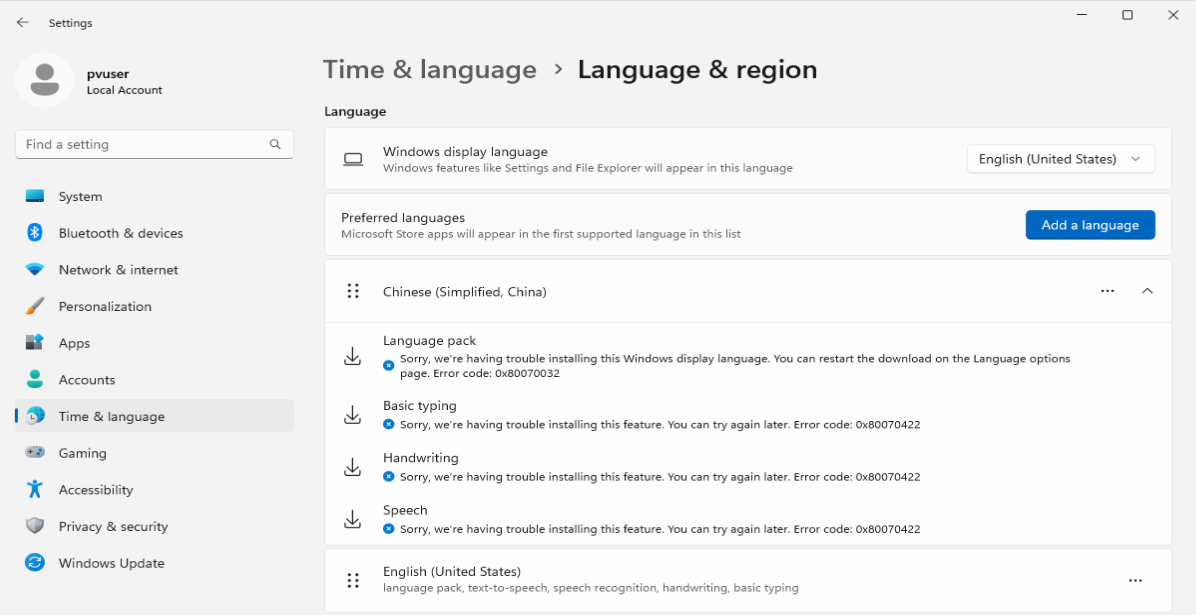 Settings
pvuser
Local Account
Find a setting
System
Bluetooth & devices
Network & internet
Personalization
Apps
Accounts
Time & language
Gaming
Accessibility
Privacy & security
Windows Update
Time & language › Language & region
Language
Windows display language
Windows features like Settings and File Explorer will appear in this language
English (United States)
Preferred languages
Microsoft Store apps will appear in the first supported language in this list
Add a language
Chinese (Simplified, China)
Language pack
Sorry, we're having trouble installing this Windows display language. You can restart the download on the Language options
page. Error code: 0x80070032
Basic typing
Sorry, we're having trouble installing this feature. You can try again later. Error code: 0x80070422
Handwriting
Sorry, we're having trouble installing this feature. You can try again later. Error code: 0x80070422
Speech
Sorry, we're having trouble installing this feature. You can try again later. Error code: 0x80070422
English (United States)
language pack, text-to-speech, speech recognition, handwriting, basic typing